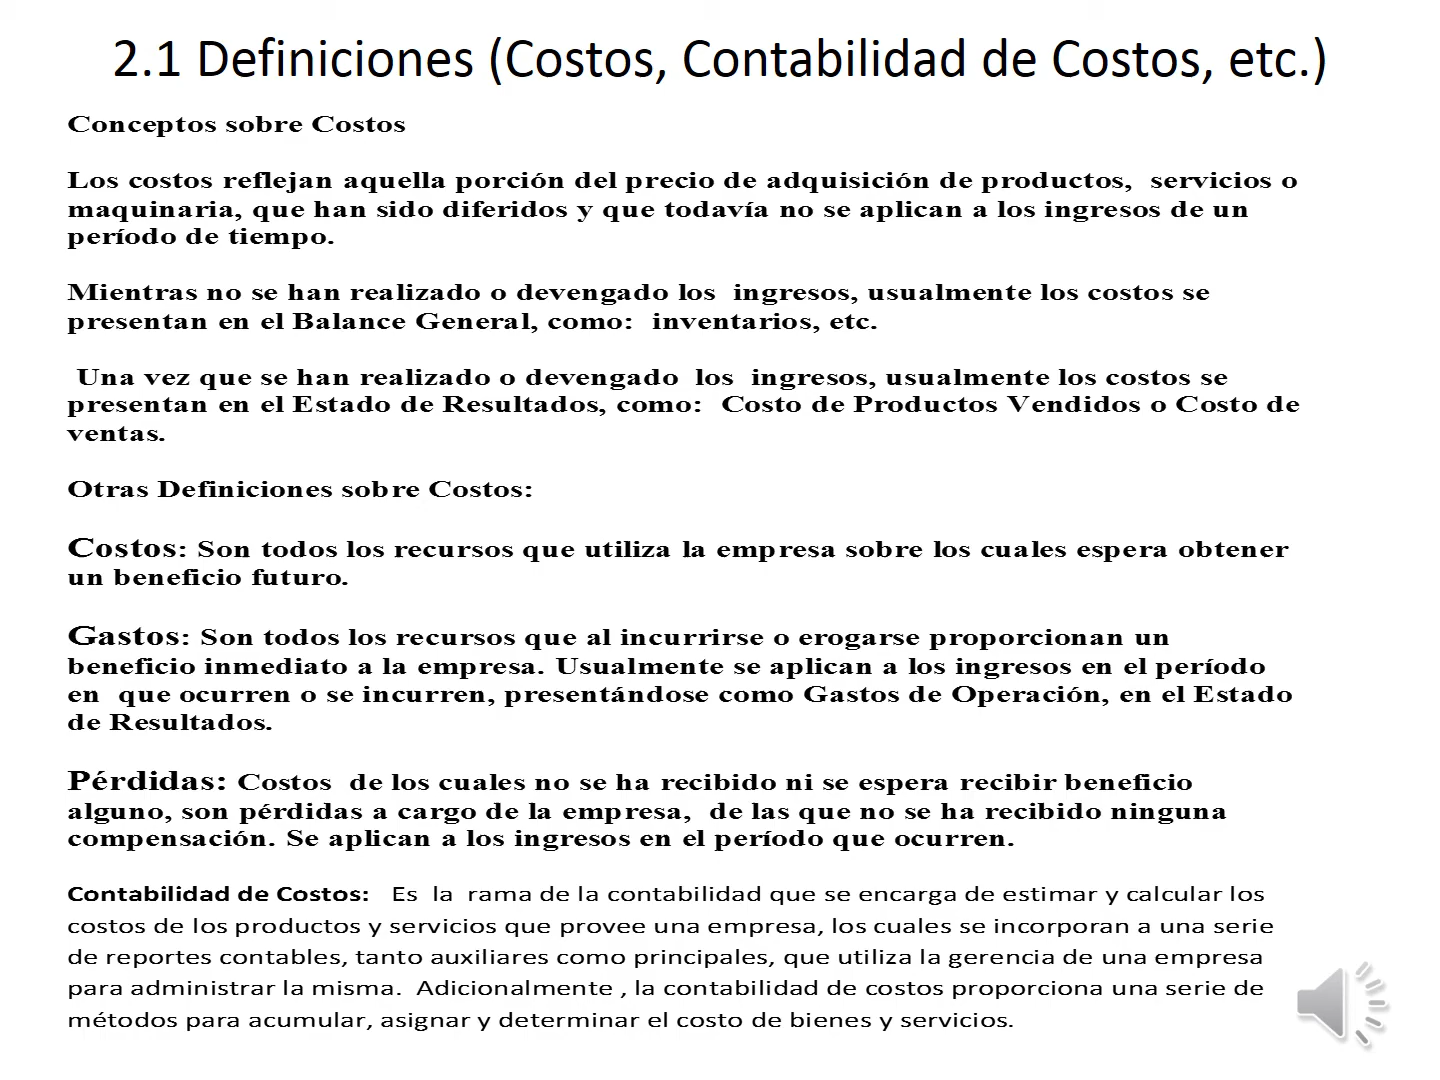 2.1 Definiciones (Costos, Contabilidad de Costos, etc.)
Conceptos sobre Costos
Los costos reflejan aquella porción del precio de adquisición de productos,  servicios o
maquinaria, que han sido diferidos y que todavía no se aplican a los ingresos de un
período de tiempo.
Mientras no se han realizado o devengado los  ingresos, usualmente los costos se
presentan en el Balance General, como:  inventarios, etc.
Una vez que se han realizado o devengado  los  ingresos, usualmente los costos se
presentan en el Estado de Resultados, como:  Costo de Productos Vendidos o Costo de
ventas.
Otras Definiciones sobre Costos:
Costos: Son todos los recursos que utiliza la empresa sobre los cuales espera obtener
un beneficio futuro.
Gastos: Son todos los recursos que al incurrirse o erogarse proporcionan un
beneficio inmediato a la empresa. Usualmente se aplican a los ingresos en el período
en  que ocurren o se incurren, presentándose como Gastos de Operación, en el Estado
de Resultados.
Pérdidas: Costos  de los cuales no se ha recibido ni se espera recibir beneficio
alguno, son pérdidas a cargo de la empresa,  de las que no se ha recibido ninguna
compensación. Se aplican a los ingresos en el período que ocurren.
Contabilidad de Costos:   Es  la  rama de la contabilidad que se encarga de estimar y calcular los
costos de los productos y servicios que provee una empresa, los cuales se incorporan a una serie
de reportes contables, tanto auxiliares como principales, que utiliza la gerencia de una empresa
para administrar la misma.  Adicionalmente , la contabilidad de costos proporciona una serie de
métodos para acumular, asignar y determinar el costo de bienes y servicios.